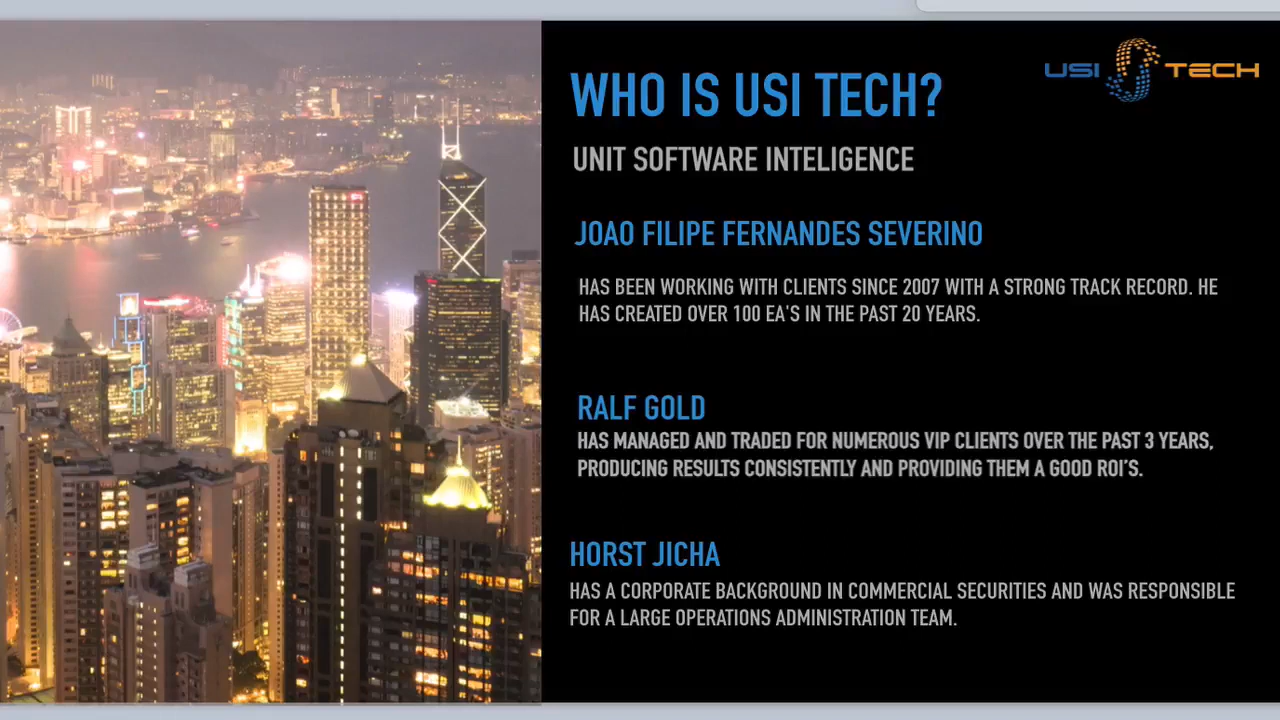 USI TECH
WHO IS USI TECH?
UNIT SOFTWARE INTELIGENCE
JOAO FILIPE FERNANDES SEVERINO
HAS BEEN WORKING WITH CLIENTS SINCE 2007 WITH A STRONG TRACK RECORD. HE
HAS CREATED OVER 100 EA'S IN THE PAST 20 YEARS.
RALF GOLD
HAS MANAGED AND TRADED FOR NUMEROUS VIP CLIENTS OVER THE PAST 3 YEARS,
PRODUCING RESULTS CONSISTENTLY AND PROVIDING THEM A GOOD ROI'S.
HORST JICHA
HAS A CORPORATE BACKGROUND IN COMMERCIAL SECURITIES AND WAS RESPONSIBLE
FOR A LARGE OPERATIONS ADMINISTRATION TEAM.